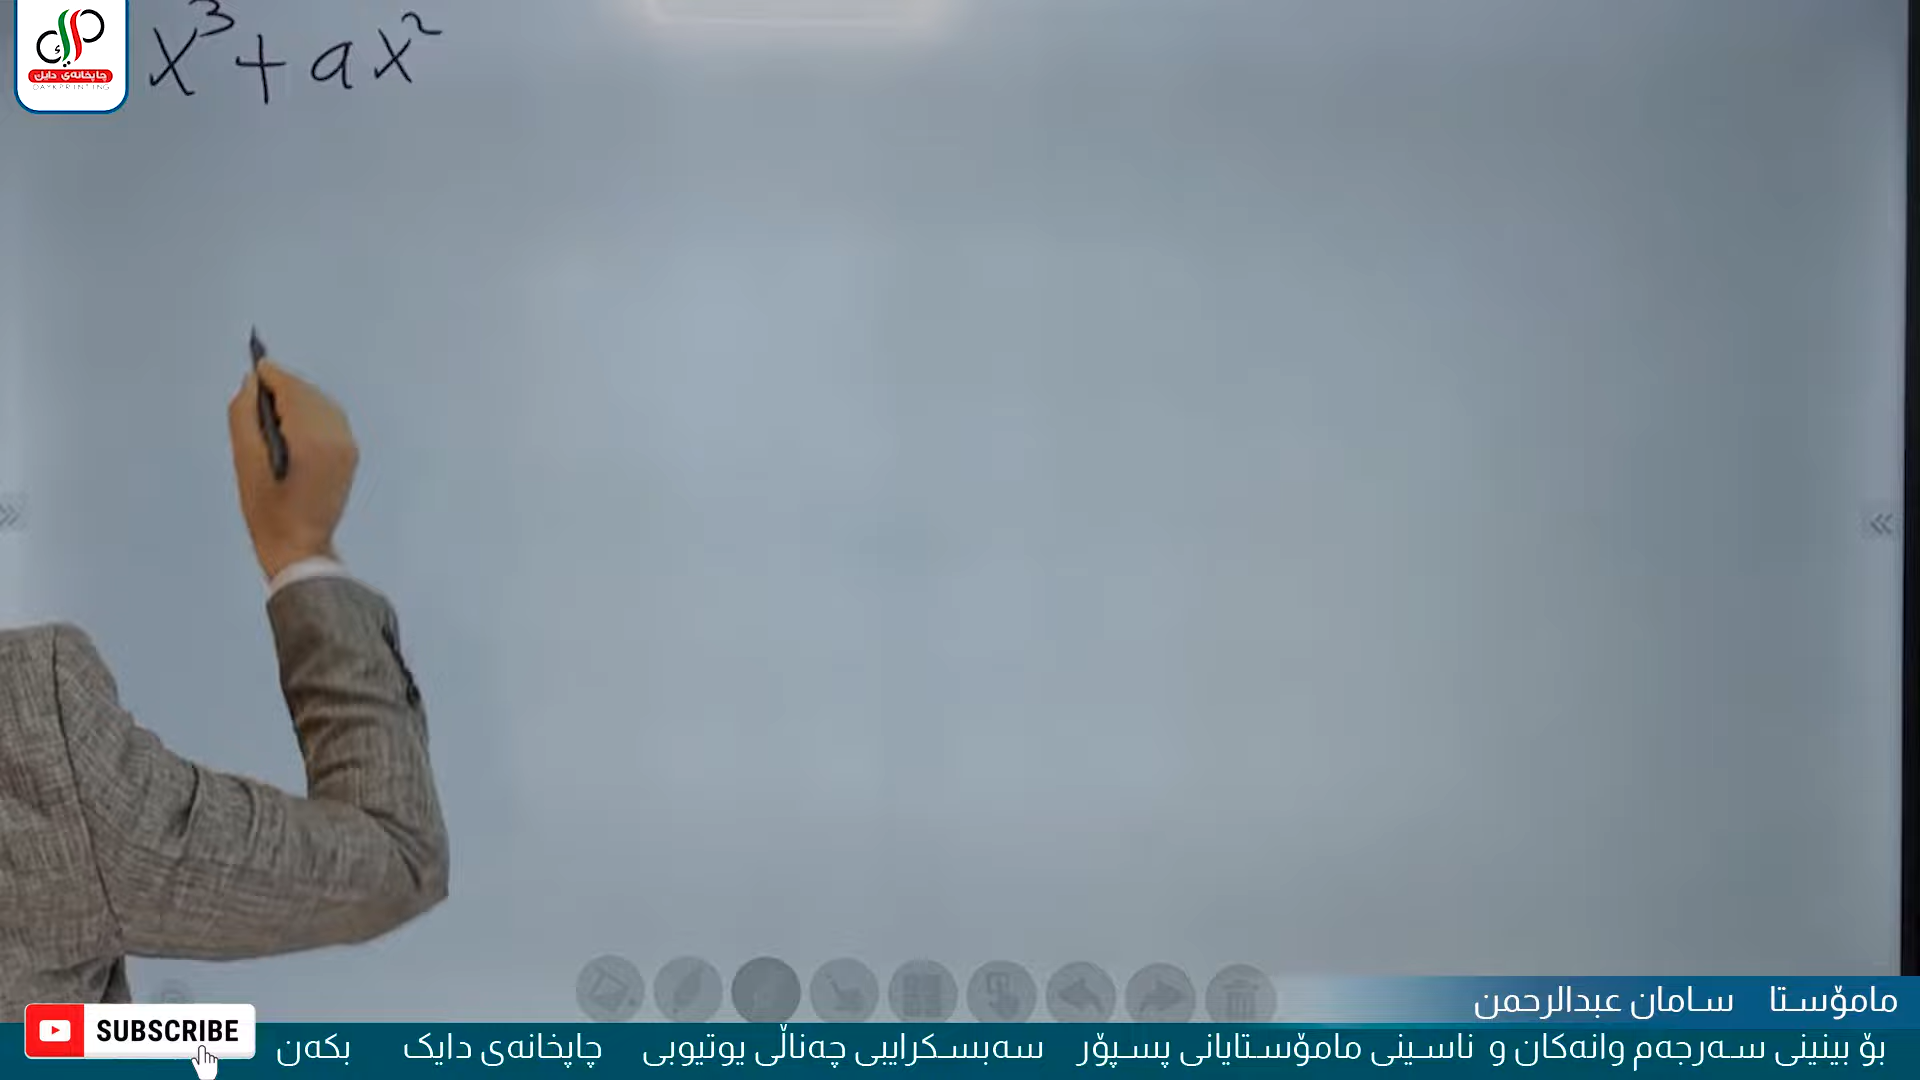 چاپخانەی دایک
DAYKPRINTING
x³ + ax²
مامۆستا سامان عبدالرحمن
SUBSCRIBE
بۆ بینینی سەرجەم وانەکان و ناسینی مامۆستایانی پسپۆر سەبسکرایبی چەناڵی یوتیوبی چاپخانەی دایک بکەن